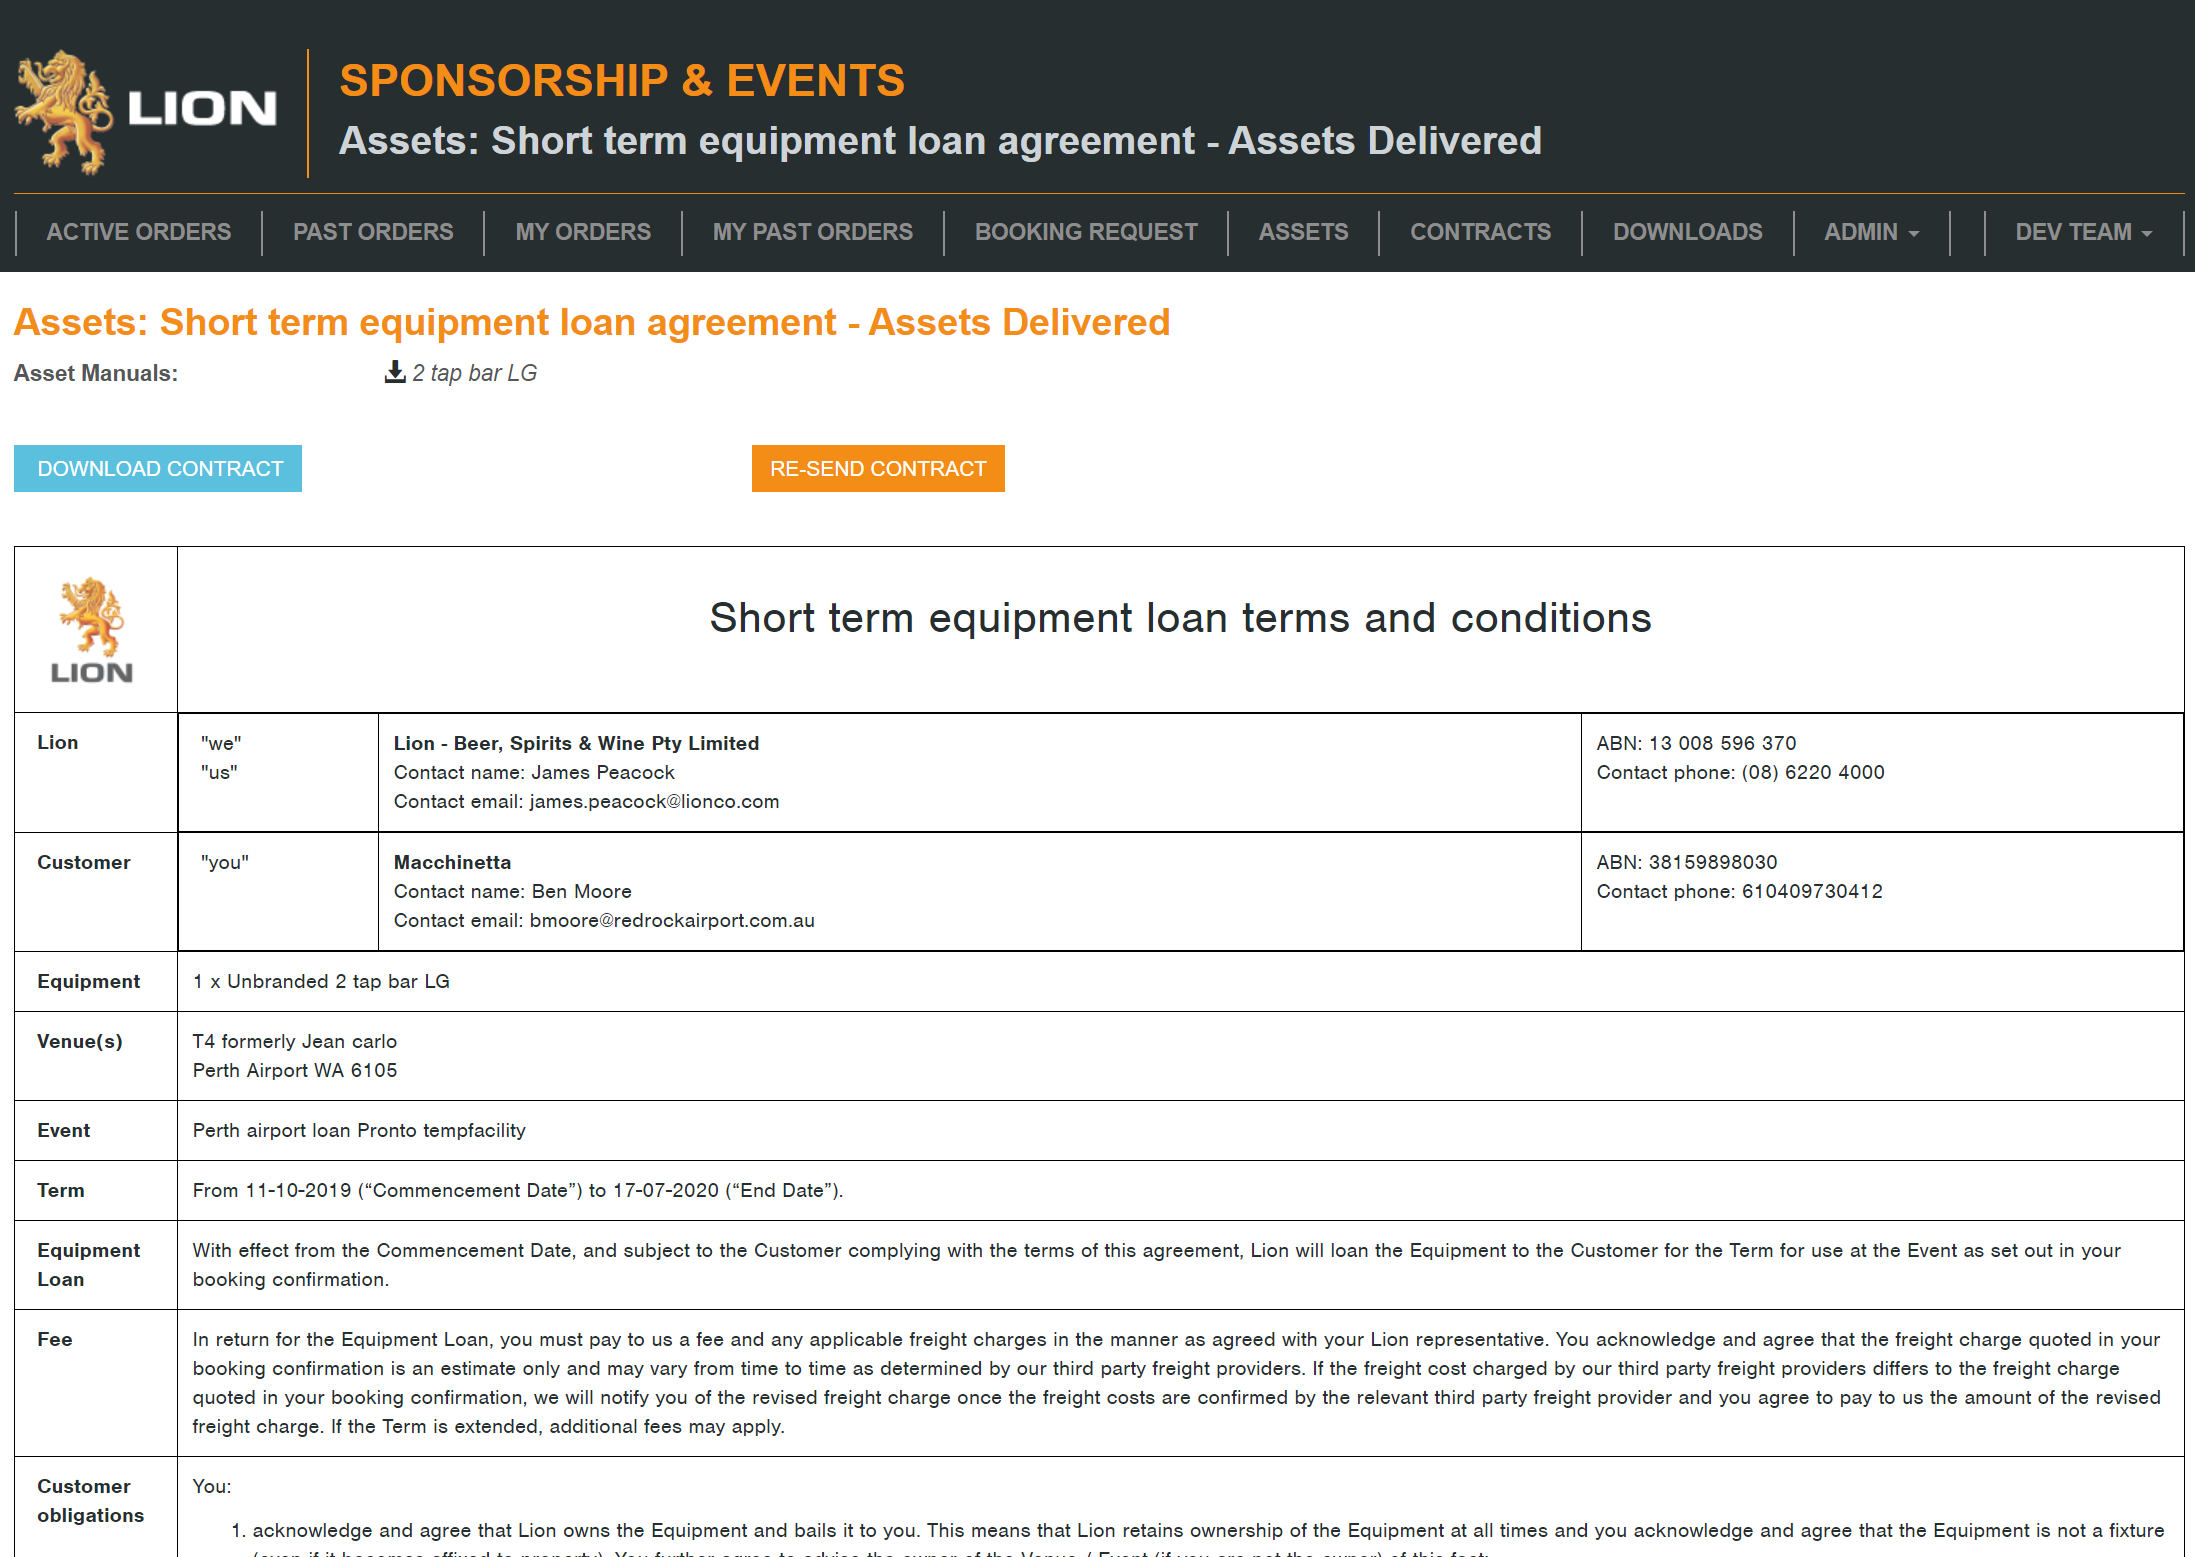 LION
SPONSORSHIP & EVENTS
Assets: Short term equipment loan agreement - Assets Delivered
ACTIVE ORDERS
PAST ORDERS
MY ORDERS
MY PAST ORDERS
BOOKING REQUEST
ASSETS
CONTRACTS
DOWNLOADS
ADMIN
DEV TEAM
Assets: Short term equipment loan agreement - Assets Delivered
Asset Manuals:
2 tap bar LG
DOWNLOAD CONTRACT
RE-SEND CONTRACT
LION
Short term equipment loan terms and conditions
Lion
"we"
"us"
Lion - Beer, Spirits & Wine Pty Limited
Contact name: James Peacock
Contact email: james.peacock@lionco.com
ABN: 13 008 596 370
Contact phone: (08) 6220 4000
Customer
"you"
Macchinetta
Contact name: Ben Moore
Contact email: bmoore@redrockairport.com.au
ABN: 38159898030
Contact phone: 610409730412
Equipment
1 x Unbranded 2 tap bar LG
Venue(s)
T4 formerly Jean carlo
Perth Airport WA 6105
Event
Perth airport loan Pronto tempfacility
Term
From 11-10-2019 (“Commencement Date”) to 17-07-2020 (“End Date”).
Equipment
Loan
With effect from the Commencement Date, and subject to the Customer complying with the terms of this agreement, Lion will loan the Equipment to the Customer for the Term for use at the Event as set out in your
booking confirmation.
Fee
In return for the Equipment Loan, you must pay to us a fee and any applicable freight charges in the manner as agreed with your Lion representative. You acknowledge and agree that the freight charge quoted in your
booking confirmation is an estimate only and may vary from time to time as determined by our third party freight providers. If the freight cost charged by our third party freight providers differs to the freight charge
quoted in your booking confirmation, we will notify you of the revised freight charge once the freight costs are confirmed by the relevant third party freight provider and you agree to pay to us the amount of the revised
freight charge. If the Term is extended, additional fees may apply.
Customer
obligations
You:
1. acknowledge and agree that Lion owns the Equipment and bails it to you. This means that Lion retains ownership of the Equipment at all times and you acknowledge and agree that the Equipment is not a fixture